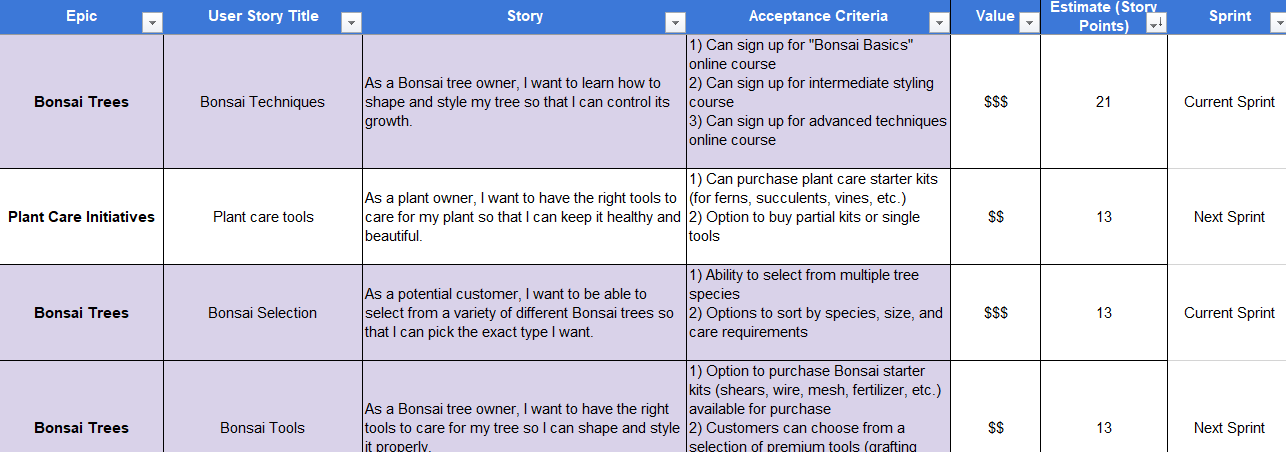 Epic
User Story Title
Story
Acceptance Criteria
Value
Estimate (Story
Points)
Sprint
Bonsai Trees
Bonsai Techniques
As a Bonsai tree owner, I want to learn how to
shape and style my tree so that I can control its
growth.
1) Can sign up for "Bonsai Basics"
online course
2) Can sign up for intermediate styling
course
3) Can sign up for advanced techniques
online course
$$$
21
Current Sprint
Plant Care Initiatives
Plant care tools
As a plant owner, I want to have the right tools to
care for my plant so that I can keep it healthy and
beautiful.
1) Can purchase plant care starter kits
(for ferns, succulents, vines, etc.)
2) Option to buy partial kits or single
tools
$$
13
Next Sprint
Bonsai Trees
Bonsai Selection
As a potential customer, I want to be able to
select from a variety of different Bonsai trees so
that I can pick the exact type I want.
1) Ability to select from multiple tree
species
2) Options to sort by species, size, and
care requirements
$$$
13
Current Sprint
Bonsai Trees
Bonsai Tools
As a Bonsai tree owner, I want to have the right
tools to care for my tree so I can shape and style
it properly.
1) Option to purchase Bonsai starter
kits (shears, wire, mesh, fertilizer, etc.)
available for purchase
2) Customers can choose from a
selection of premium tools (grafting
$$
13
Next Sprint